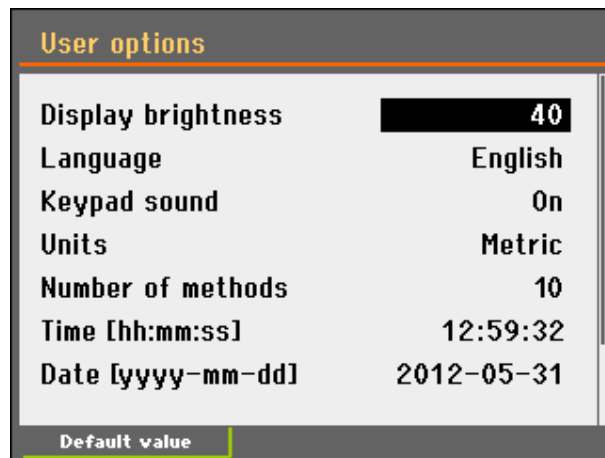 User options
Display brightness 40
Language English
Keypad sound On
Units Metric
Number of methods 10
Time [hh:mm:ss] 12:59:32
Date [yyyy-mm-dd] 2012-05-31
Default value